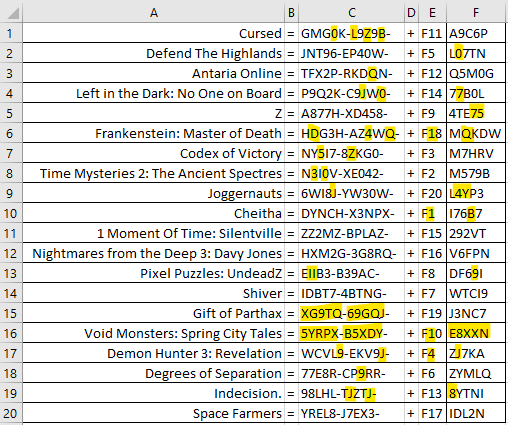 A B C D E F
1 Cursed = GMG0K-L9Z9B- + F11 A9C6P
2 Defend The Highlands = JNT96-EP40W- + F5 L07TN
3 Antaria Online = TFX2P-RKDQN- + F12 Q5M0G
4 Left in the Dark: No One on Board = P9Q2K-C9JW0- + F14 77B0L
5 Z = A877H-XD458- + F9 4TE75
6 Frankenstein: Master of Death = HDG3H-AZ4WQ- + F18 MQKDW
7 Codex of Victory = NY5I7-8ZKG0- + F3 M7HRV
8 Time Mysteries 2: The Ancient Spectres = N3I0V-XE042- + F2 M579B
9 Joggernauts = 6WI8J-YW30W- + F20 L4YP3
10 Cheitha = DYNCH-X3NPX- + F1 I76B7
11 1 Moment Of Time: Silentville = ZZ2MZ-BPLAZ- + F15 292VT
12 Nightmares from the Deep 3: Davy Jones = HXM2G-3G8RQ- + F16 V6FPN
13 Pixel Puzzles: UndeadZ = EIIB3-B39AC- + F8 DF69I
14 Shiver = IDBT7-4BTNG- + F7 WTCI9
15 Gift of Parthax = XG9TQ-69GQJ- + F19 J3NC7
16 Void Monsters: Spring City Tales = 5YRPX-B5XDY- + F10 E8XXN
17 Demon Hunter 3: Revelation = WCVL9-EKV9J- + F4 ZJ7KA
18 Degrees of Separation = 77E8R-CP9RR- + F6 ZYMLQ
19 Indecision. = 98LHL-TJZTJ- + F13 8YTNI
20 Space Farmers = YREL8-J7EX3- + F17 IDL2N